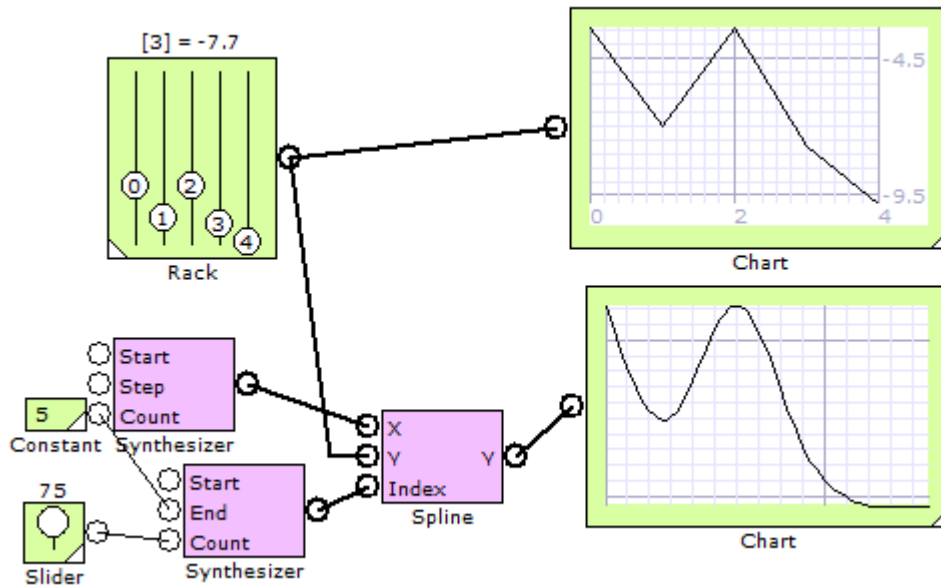 [3] = -7.7
0
1
2
3
4
Rack
-4.5
-9.5
0 2 4
Chart
Start
Step
Count
5
Constant
Synthesizer
X
Y Y
Index
Spline
Start
End
Count
75
Slider
Synthesizer
Chart